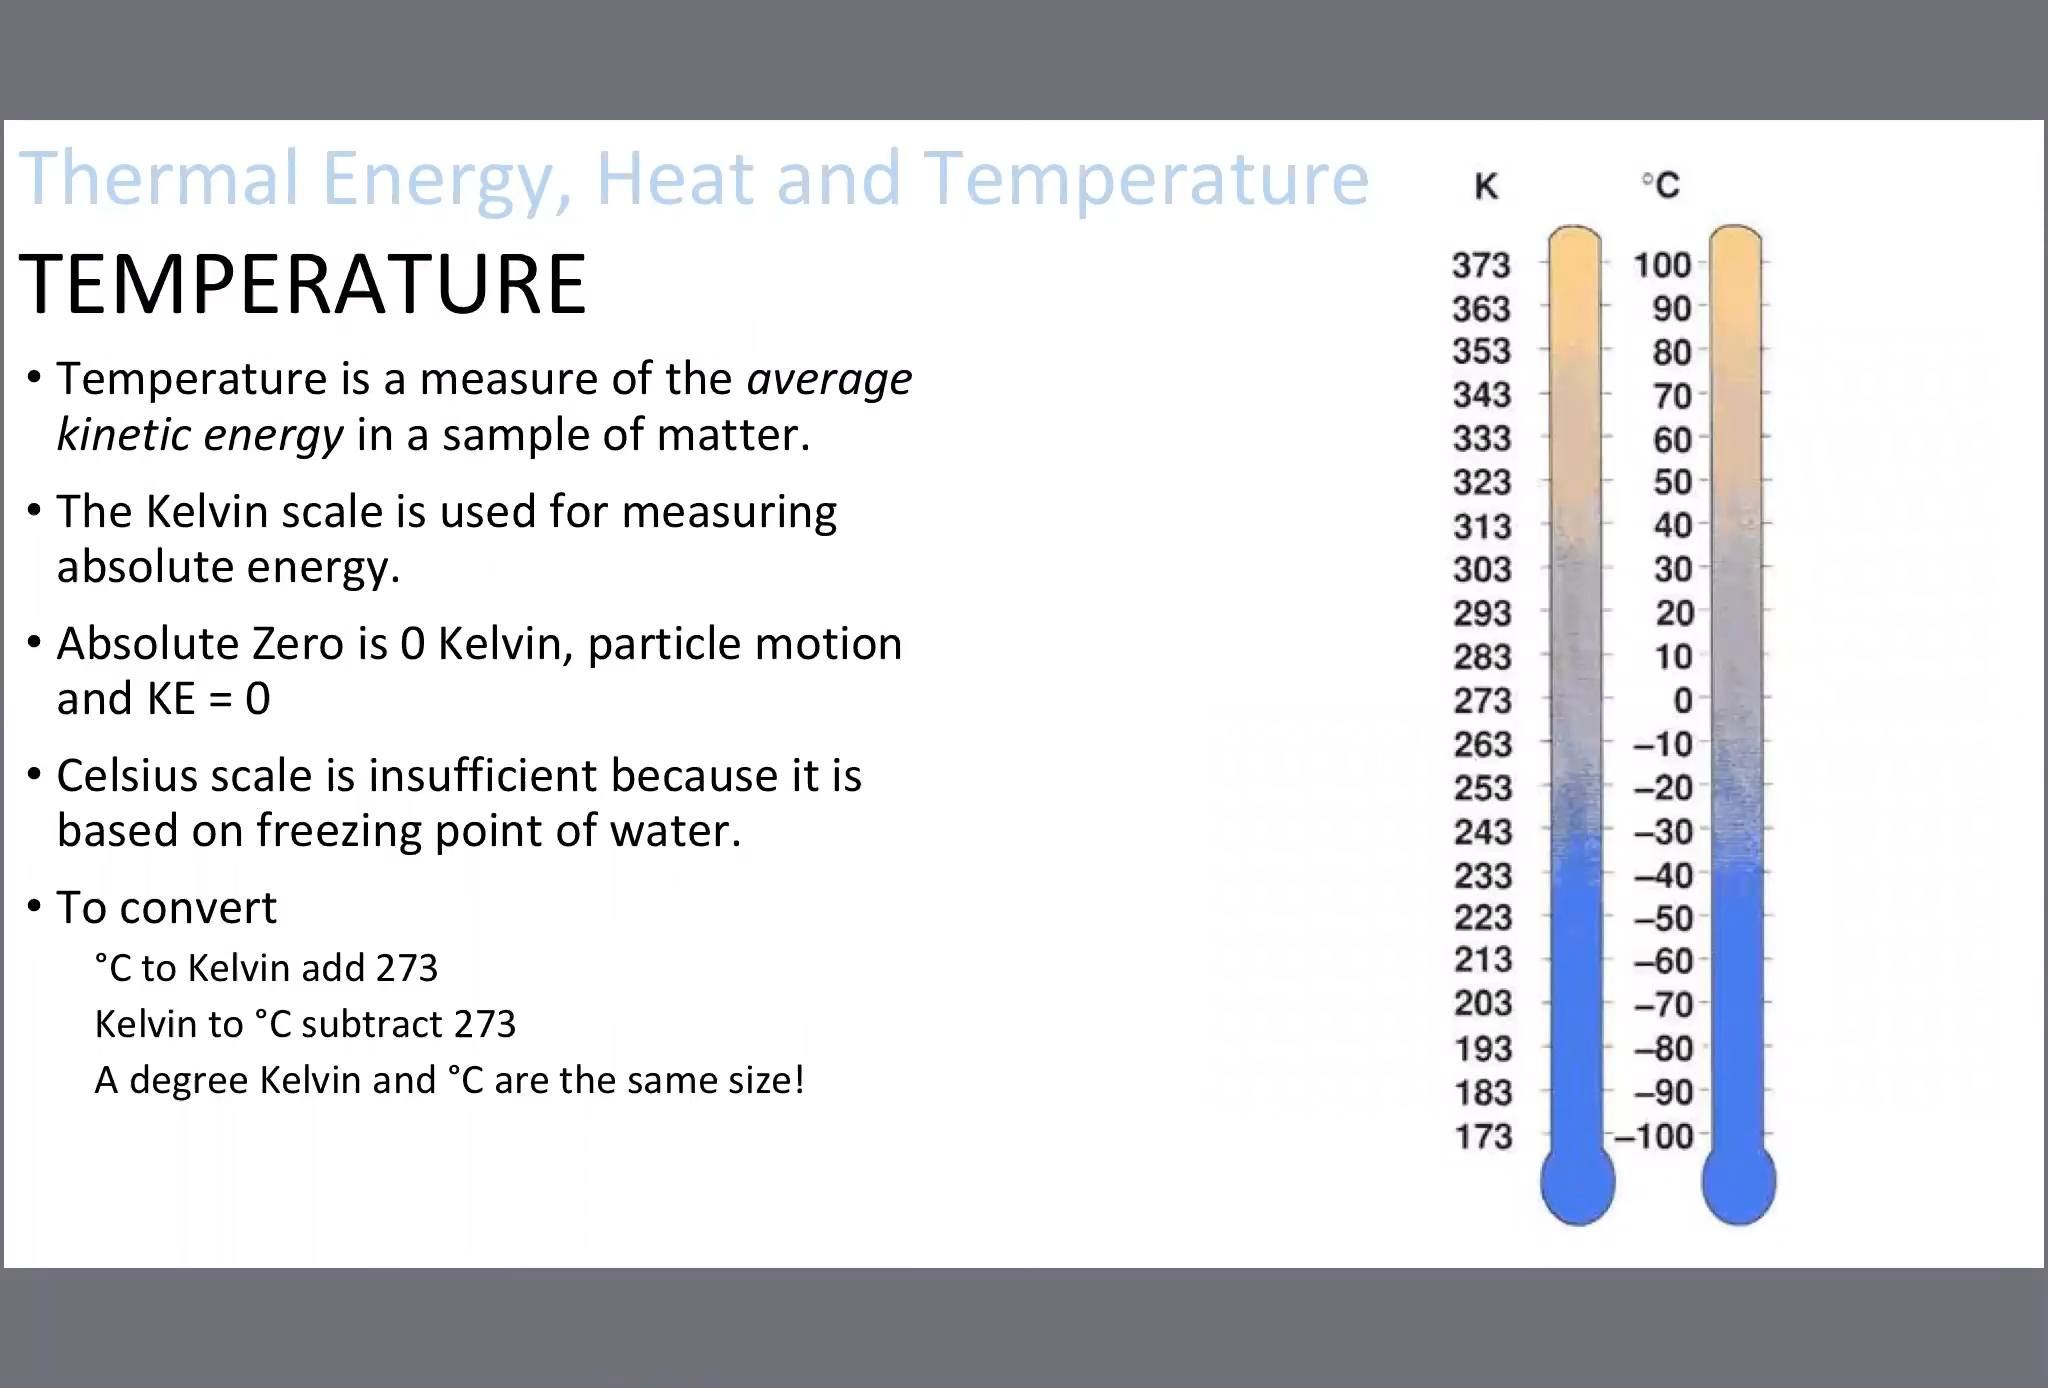 Thermal Energy, Heat and Temperature
TEMPERATURE
• Temperature is a measure of the average
kinetic energy in a sample of matter.
• The Kelvin scale is used for measuring
absolute energy.
• Absolute Zero is 0 Kelvin, particle motion
and KE = 0
• Celsius scale is insufficient because it is
based on freezing point of water.
• To convert
°C to Kelvin add 273
Kelvin to °C subtract 273
A degree Kelvin and °C are the same size!
K °C
373 100
363 90
353 80
343 70
333 60
323 50
313 40
303 30
293 20
283 10
273 0
263 –10
253 –20
243 –30
233 –40
223 –50
213 –60
203 –70
193 –80
183 –90
173 –100